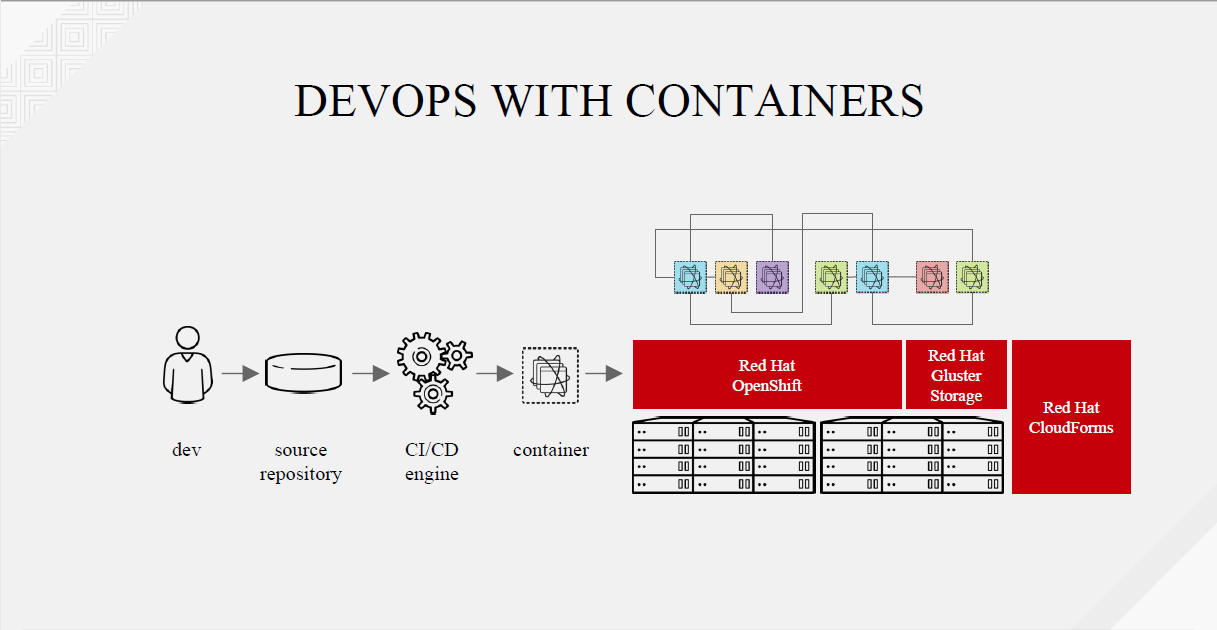 DEVOPS WITH CONTAINERS
dev
source
repository
CI/CD
engine
container
Red Hat
OpenShift
Red Hat
Gluster
Storage
Red Hat
CloudForms